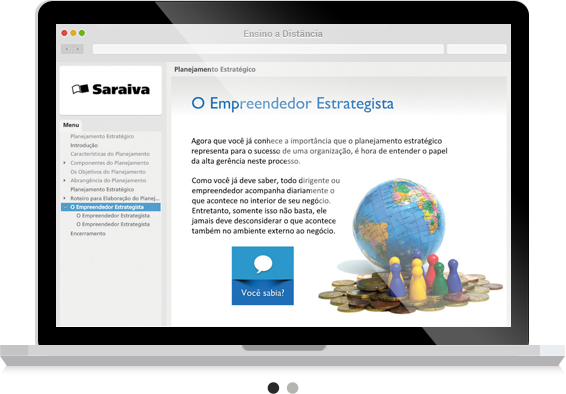 Ensino a Distância
Saraiva
Menu
Planejamento Estratégico
Introdução
Características do Planejamento
Componentes do Planejamento
Os Objetivos do Planejamento
Abrangência do Planejamento
Planejamento Estratégico
Roteiro para Elaboração do Planej...
O Empreendedor Estrategista
O Empreendedor Estrategista
O Empreendedor Estrategista
Encerramento
Planejamento Estratégico
O Empreendedor Estrategista
Agora que você já conhece a importância que o planejamento estratégico
representa para o sucesso de uma organização, é hora de entender o papel
da alta gerência neste processo.
Como você já deve saber, todo dirigente ou
empreendedor acompanha diariamente o
que acontece no interior de seu negócio.
Entretanto, somente isso não basta, ele
jamais deve desconsiderar o que acontece
também no ambiente externo ao negócio.
Você sabia?